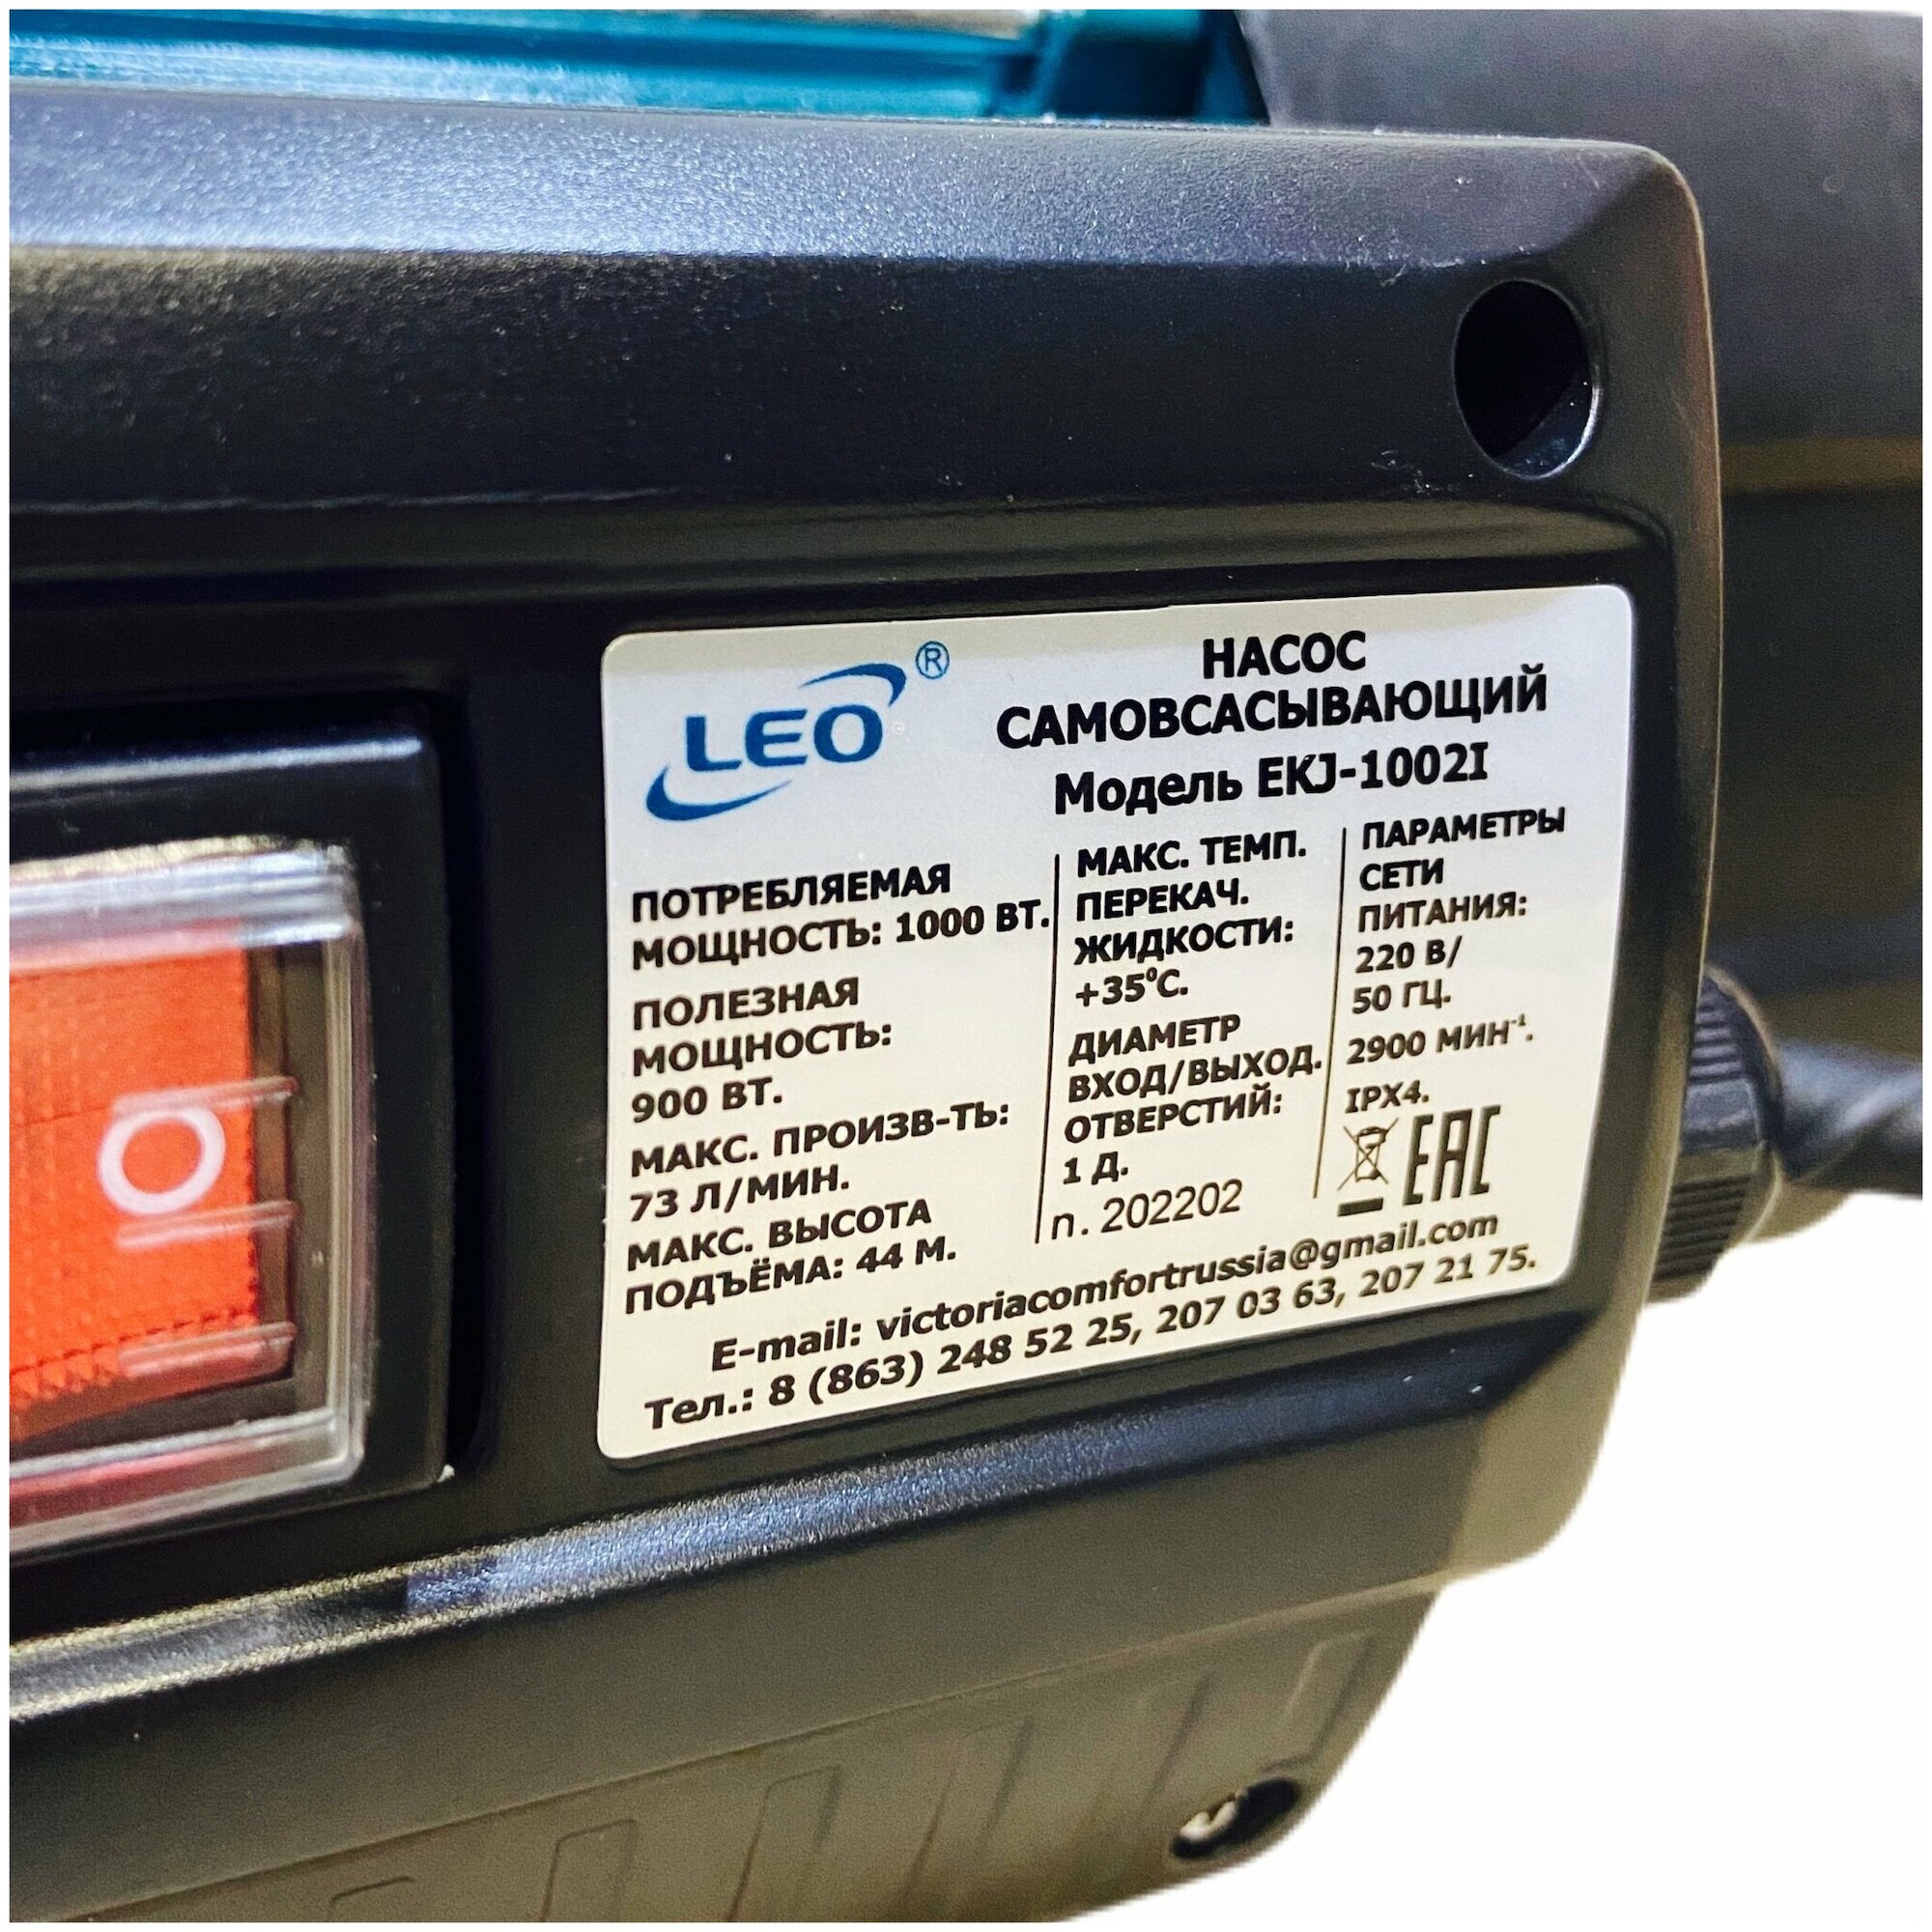 LEO®
НАСОС
САМОВСАСЫВАЮЩИЙ
Модель EKJ-1002I
ПОТРЕБЛЯЕМАЯ
МОЩНОСТЬ: 1000 ВТ.
ПОЛЕЗНАЯ
МОЩНОСТЬ:
900 ВТ.
МАКС. ПРОИЗВ-ТЬ:
73 Л/МИН.
МАКС. ВЫСОТА
ПОДЪЁМА: 44 М.
МАКС. ТЕМП.
ПЕРЕКАЧ.
ЖИДКОСТИ:
+35⁰С.
ДИАМЕТР
ВХОД/ВЫХОД.
ОТВЕРСТИЙ:
1 Д.
п. 202202
ПАРАМЕТРЫ
СЕТИ
ПИТАНИЯ:
220 В/
50 ГЦ.
2900 МИН⁻¹.
IPX4.
EAC
E-mail: victoriacomfortrussia@gmail.com
Тел.: 8 (863) 248 52 25, 207 03 63, 207 21 75.
O